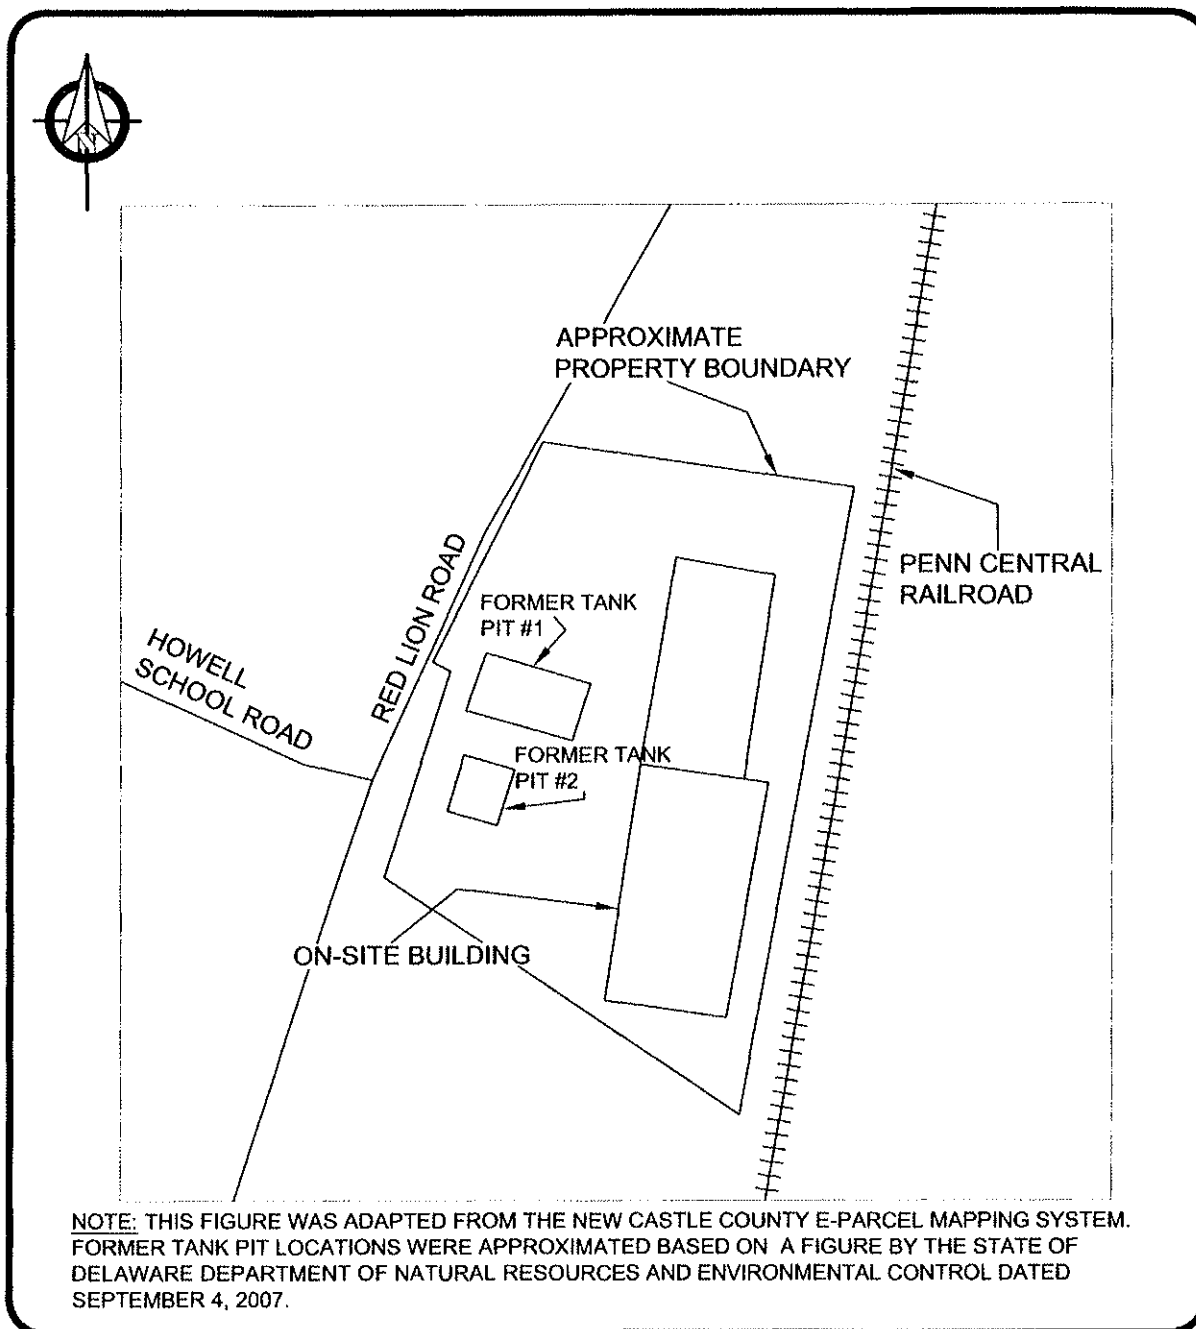 N
APPROXIMATE
PROPERTY BOUNDARY
PENN CENTRAL
RAILROAD
RED LION ROAD
FORMER TANK
PIT #1
HOWELL
SCHOOL ROAD
FORMER TANK
PIT #2
ON-SITE BUILDING
NOTE: THIS FIGURE WAS ADAPTED FROM THE NEW CASTLE COUNTY E-PARCEL MAPPING SYSTEM.
FORMER TANK PIT LOCATIONS WERE APPROXIMATED BASED ON A FIGURE BY THE STATE OF
DELAWARE DEPARTMENT OF NATURAL RESOURCES AND ENVIRONMENTAL CONTROL DATED
SEPTEMBER 4, 2007.